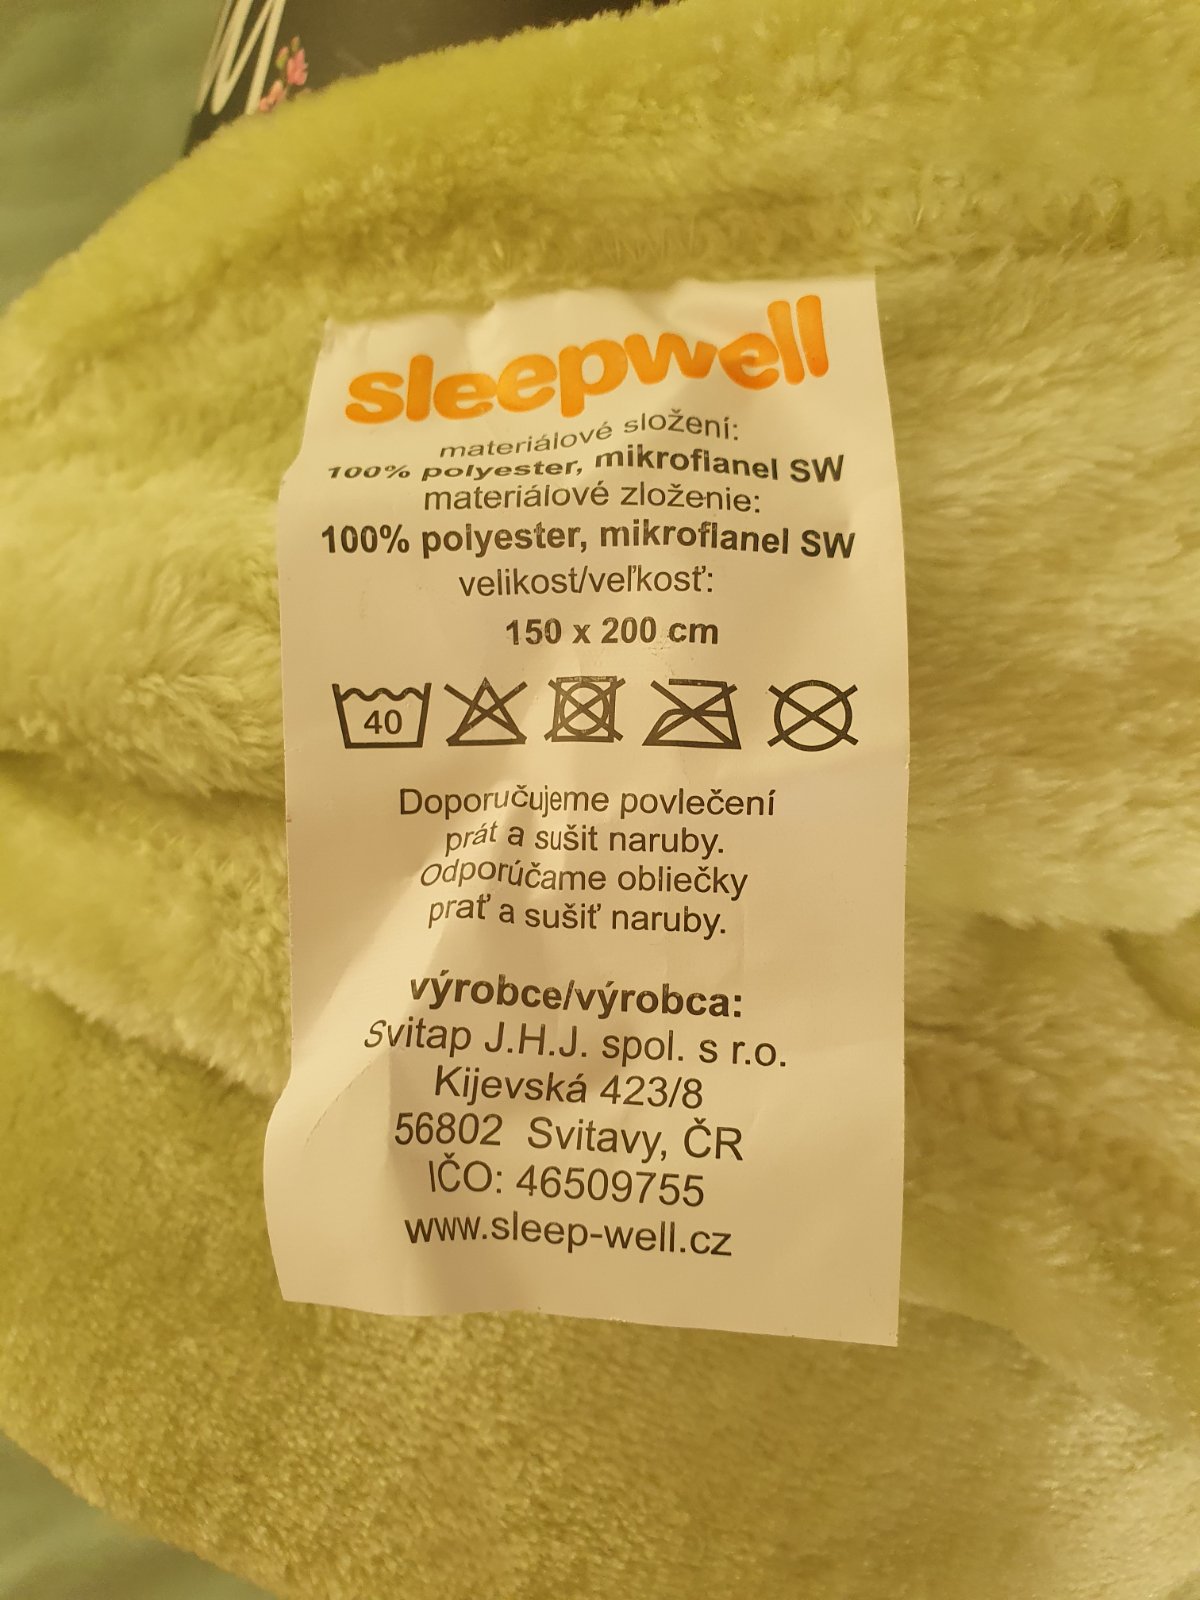 sleepwell
materiálové složení:
100% polyester, mikroflanel SW
materiálové zloženie:
100% polyester, mikroflanel SW
velikost/veľkosť:
150 x 200 cm
40
Doporučujeme povlečení
prát a sušit naruby.
Odporúčame obliečky
prať a sušiť naruby.
výrobce/výrobca:
Svitap J.H.J. spol. s r.o.
Kijevská 423/8
56802 Svitavy, ČR
IČO: 46509755
www.sleep-well.cz